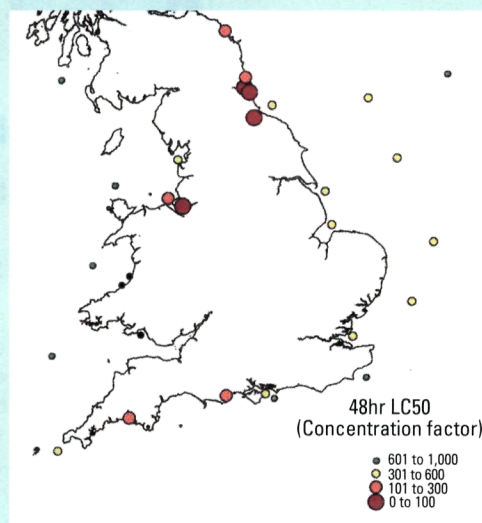 48hr LC50
(Concentration factor)
601 to 1,000
301 to 600
101 to 300
0 to 100